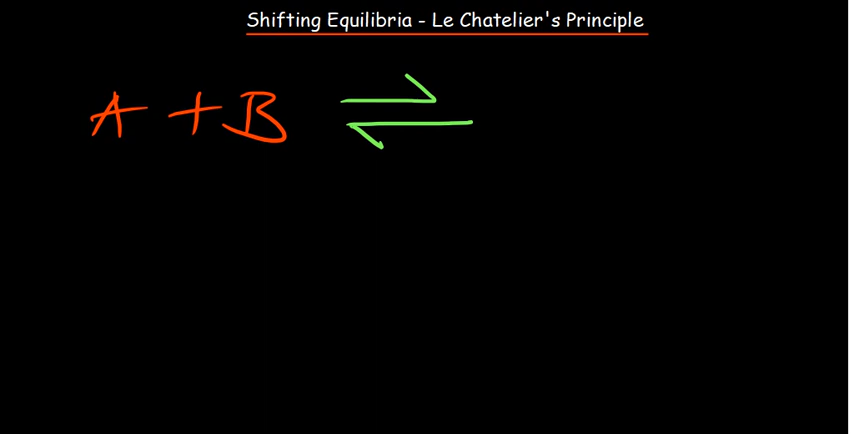 Shifting Equilibria - Le Chatelier's Principle
A + B ⇌